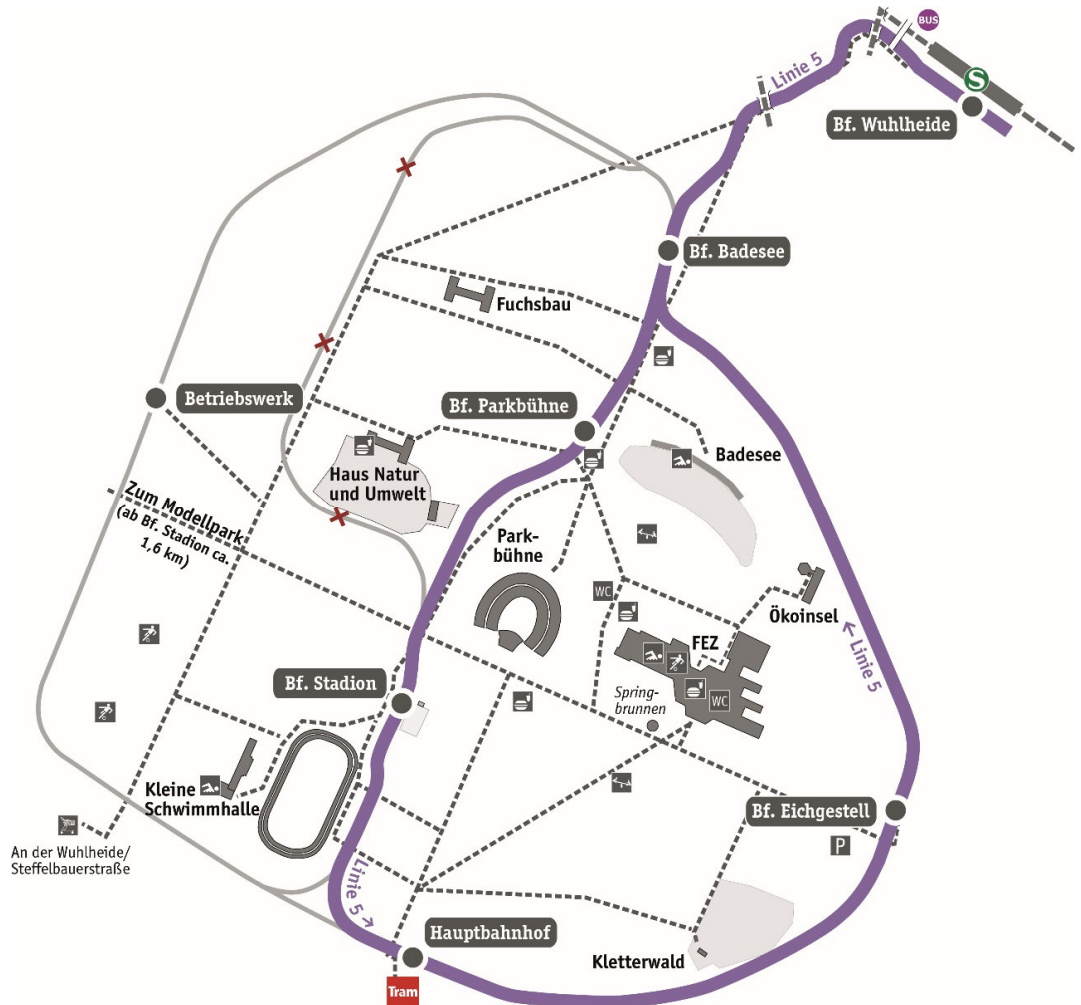 BUS
Linie 5
S
Bf. Wuhlheide
Bf. Badesee
Fuchsbau
Betriebswerk
Bf. Parkbühne
Badesee
Haus Natur
und Umwelt
Zum Modellpark
(ab Bf. Stadion ca.
1,6 km)
Park-
bühne
WC
Ökoinsel
FEZ
Linie 5
Bf. Stadion
Spring-
brunnen
WC
Kleine
Schwimmhalle
Bf. Eichgestell
P
An der Wuhlheide/
Steffelbauerstraße
Linie 5
Hauptbahnhof
Kletterwald
Tram